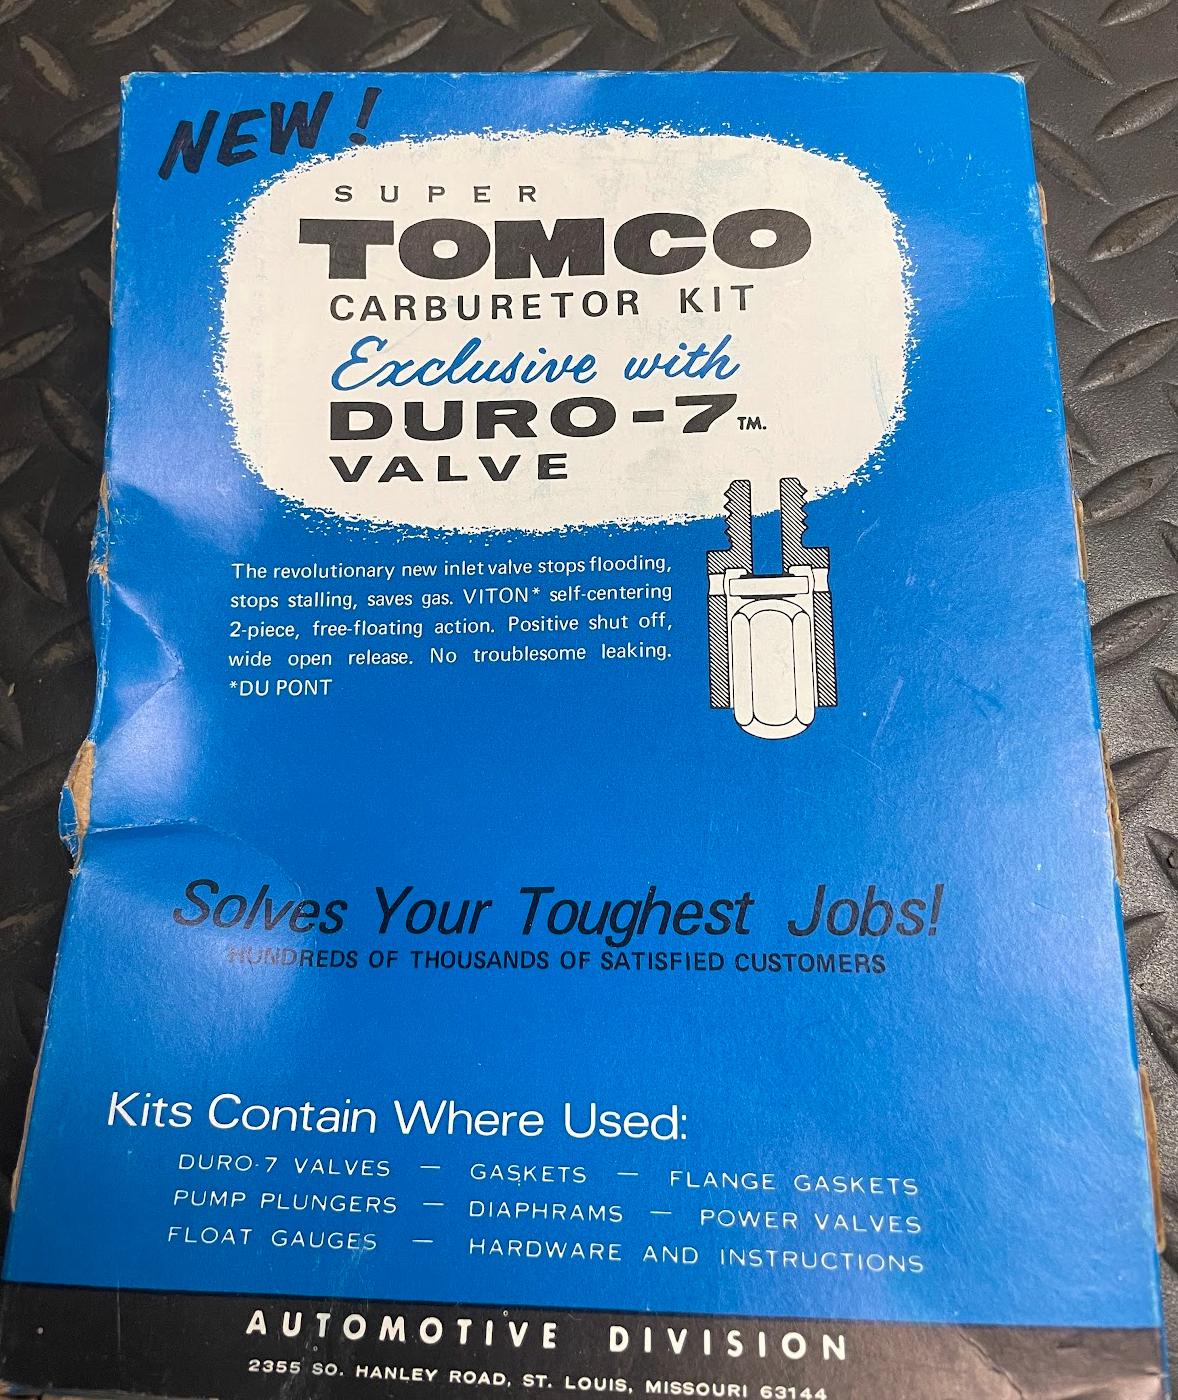 NEW!
SUPER
TOMCO
CARBURETOR KIT
Exclusive with
DURO-7 TM.
VALVE
The revolutionary new inlet valve stops flooding,
stops stalling, saves gas. VITON* self-centering
2-piece, free-floating action. Positive shut off,
wide open release. No troublesome leaking.
*DU PONT
Solves Your Toughest Jobs!
HUNDREDS OF THOUSANDS OF SATISFIED CUSTOMERS
Kits Contain Where Used:
DURO-7 VALVES — GASKETS — FLANGE GASKETS
PUMP PLUNGERS — DIAPHRAMS — POWER VALVES
FLOAT GAUGES — HARDWARE AND INSTRUCTIONS
AUTOMOTIVE DIVISION
2355 SO. HANLEY ROAD, ST. LOUIS, MISSOURI 63144